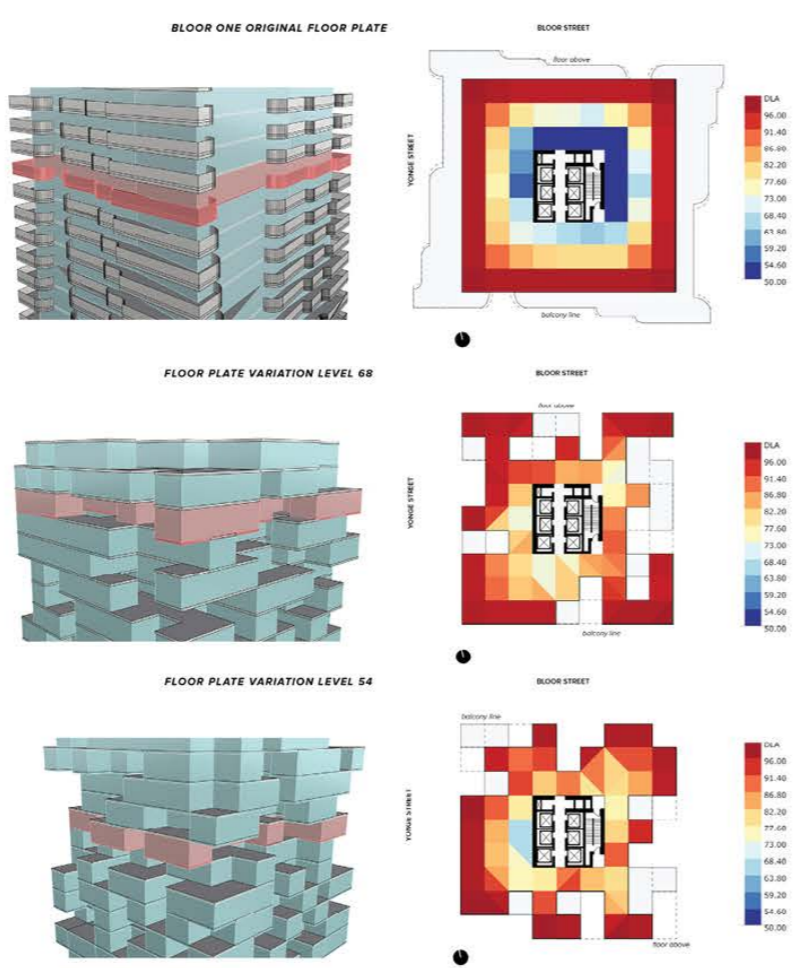 BLOOR ONE ORIGINAL FLOOR PLATE
BLOOR STREET
floor above
YONGE STREET
DLA
96.00
91.40
86.80
82.20
77.60
73.00
68.40
63.80
59.20
54.60
50.00
balcony line
FLOOR PLATE VARIATION LEVEL 68
BLOOR STREET
floor above
YONGE STREET
DLA
96.00
91.40
86.80
82.20
77.60
73.00
68.40
63.80
59.20
54.60
50.00
balcony line
FLOOR PLATE VARIATION LEVEL 54
BLOOR STREET
balcony line
YONGE STREET
DLA
96.00
91.40
86.80
82.20
77.60
73.00
68.40
63.80
59.20
54.60
50.00
floor above